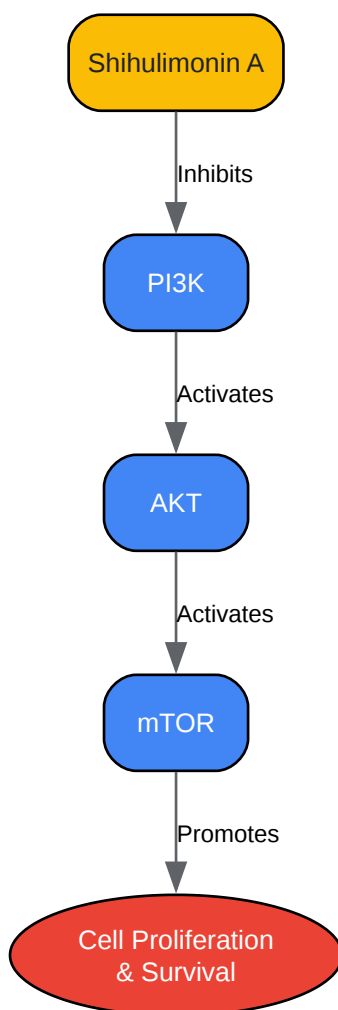 Shihulimonin A
Inhibits
PI3K
Activates
AKT
Activates
mTOR
Promotes
Cell Proliferation
& Survival